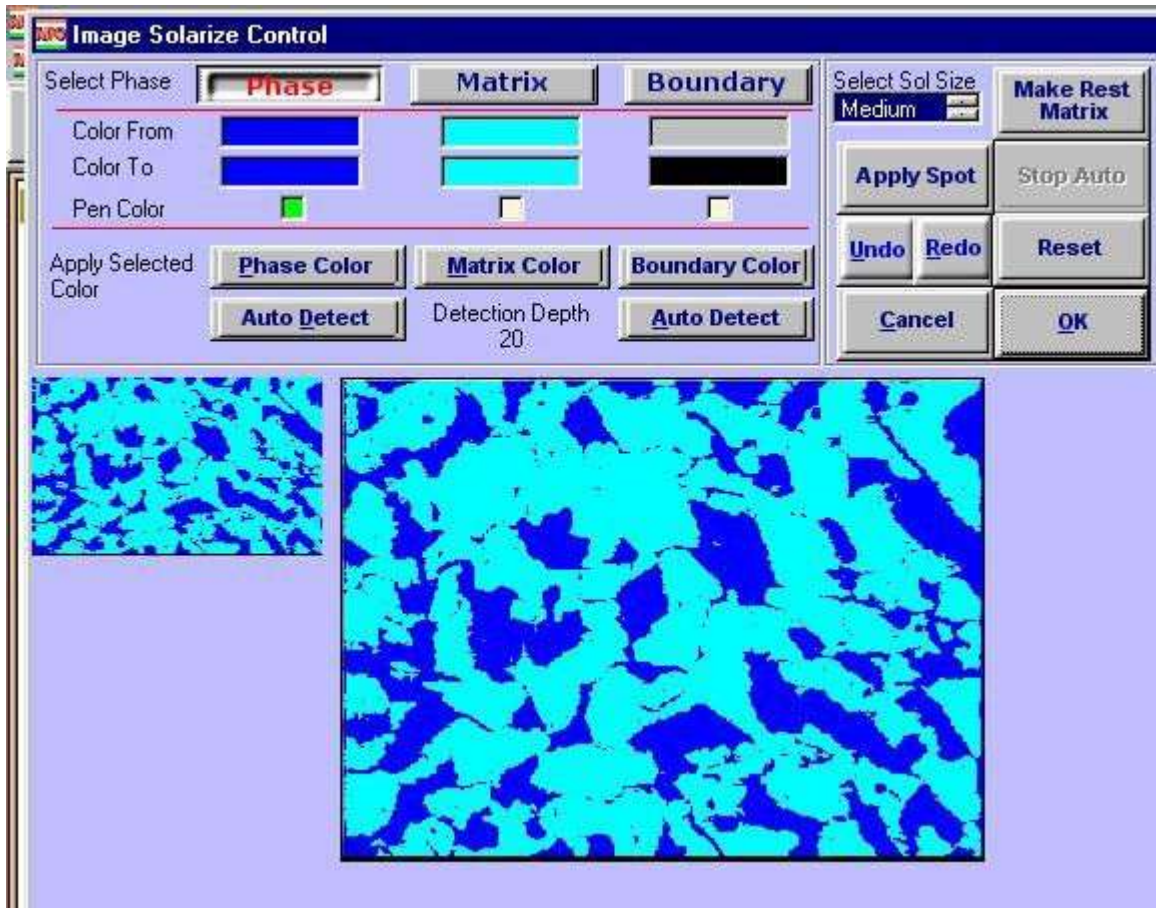 Image Solarize Control
Select Phase
Phase
Matrix
Boundary
Color From
Color To
Pen Color
Apply Selected
Color
Phase Color
Matrix Color
Boundary Color
Auto Detect
Detection Depth
20
Auto Detect
Select Sol Size
Medium
Make Rest
Matrix
Apply Spot
Stop Auto
Undo
Redo
Reset
Cancel
OK